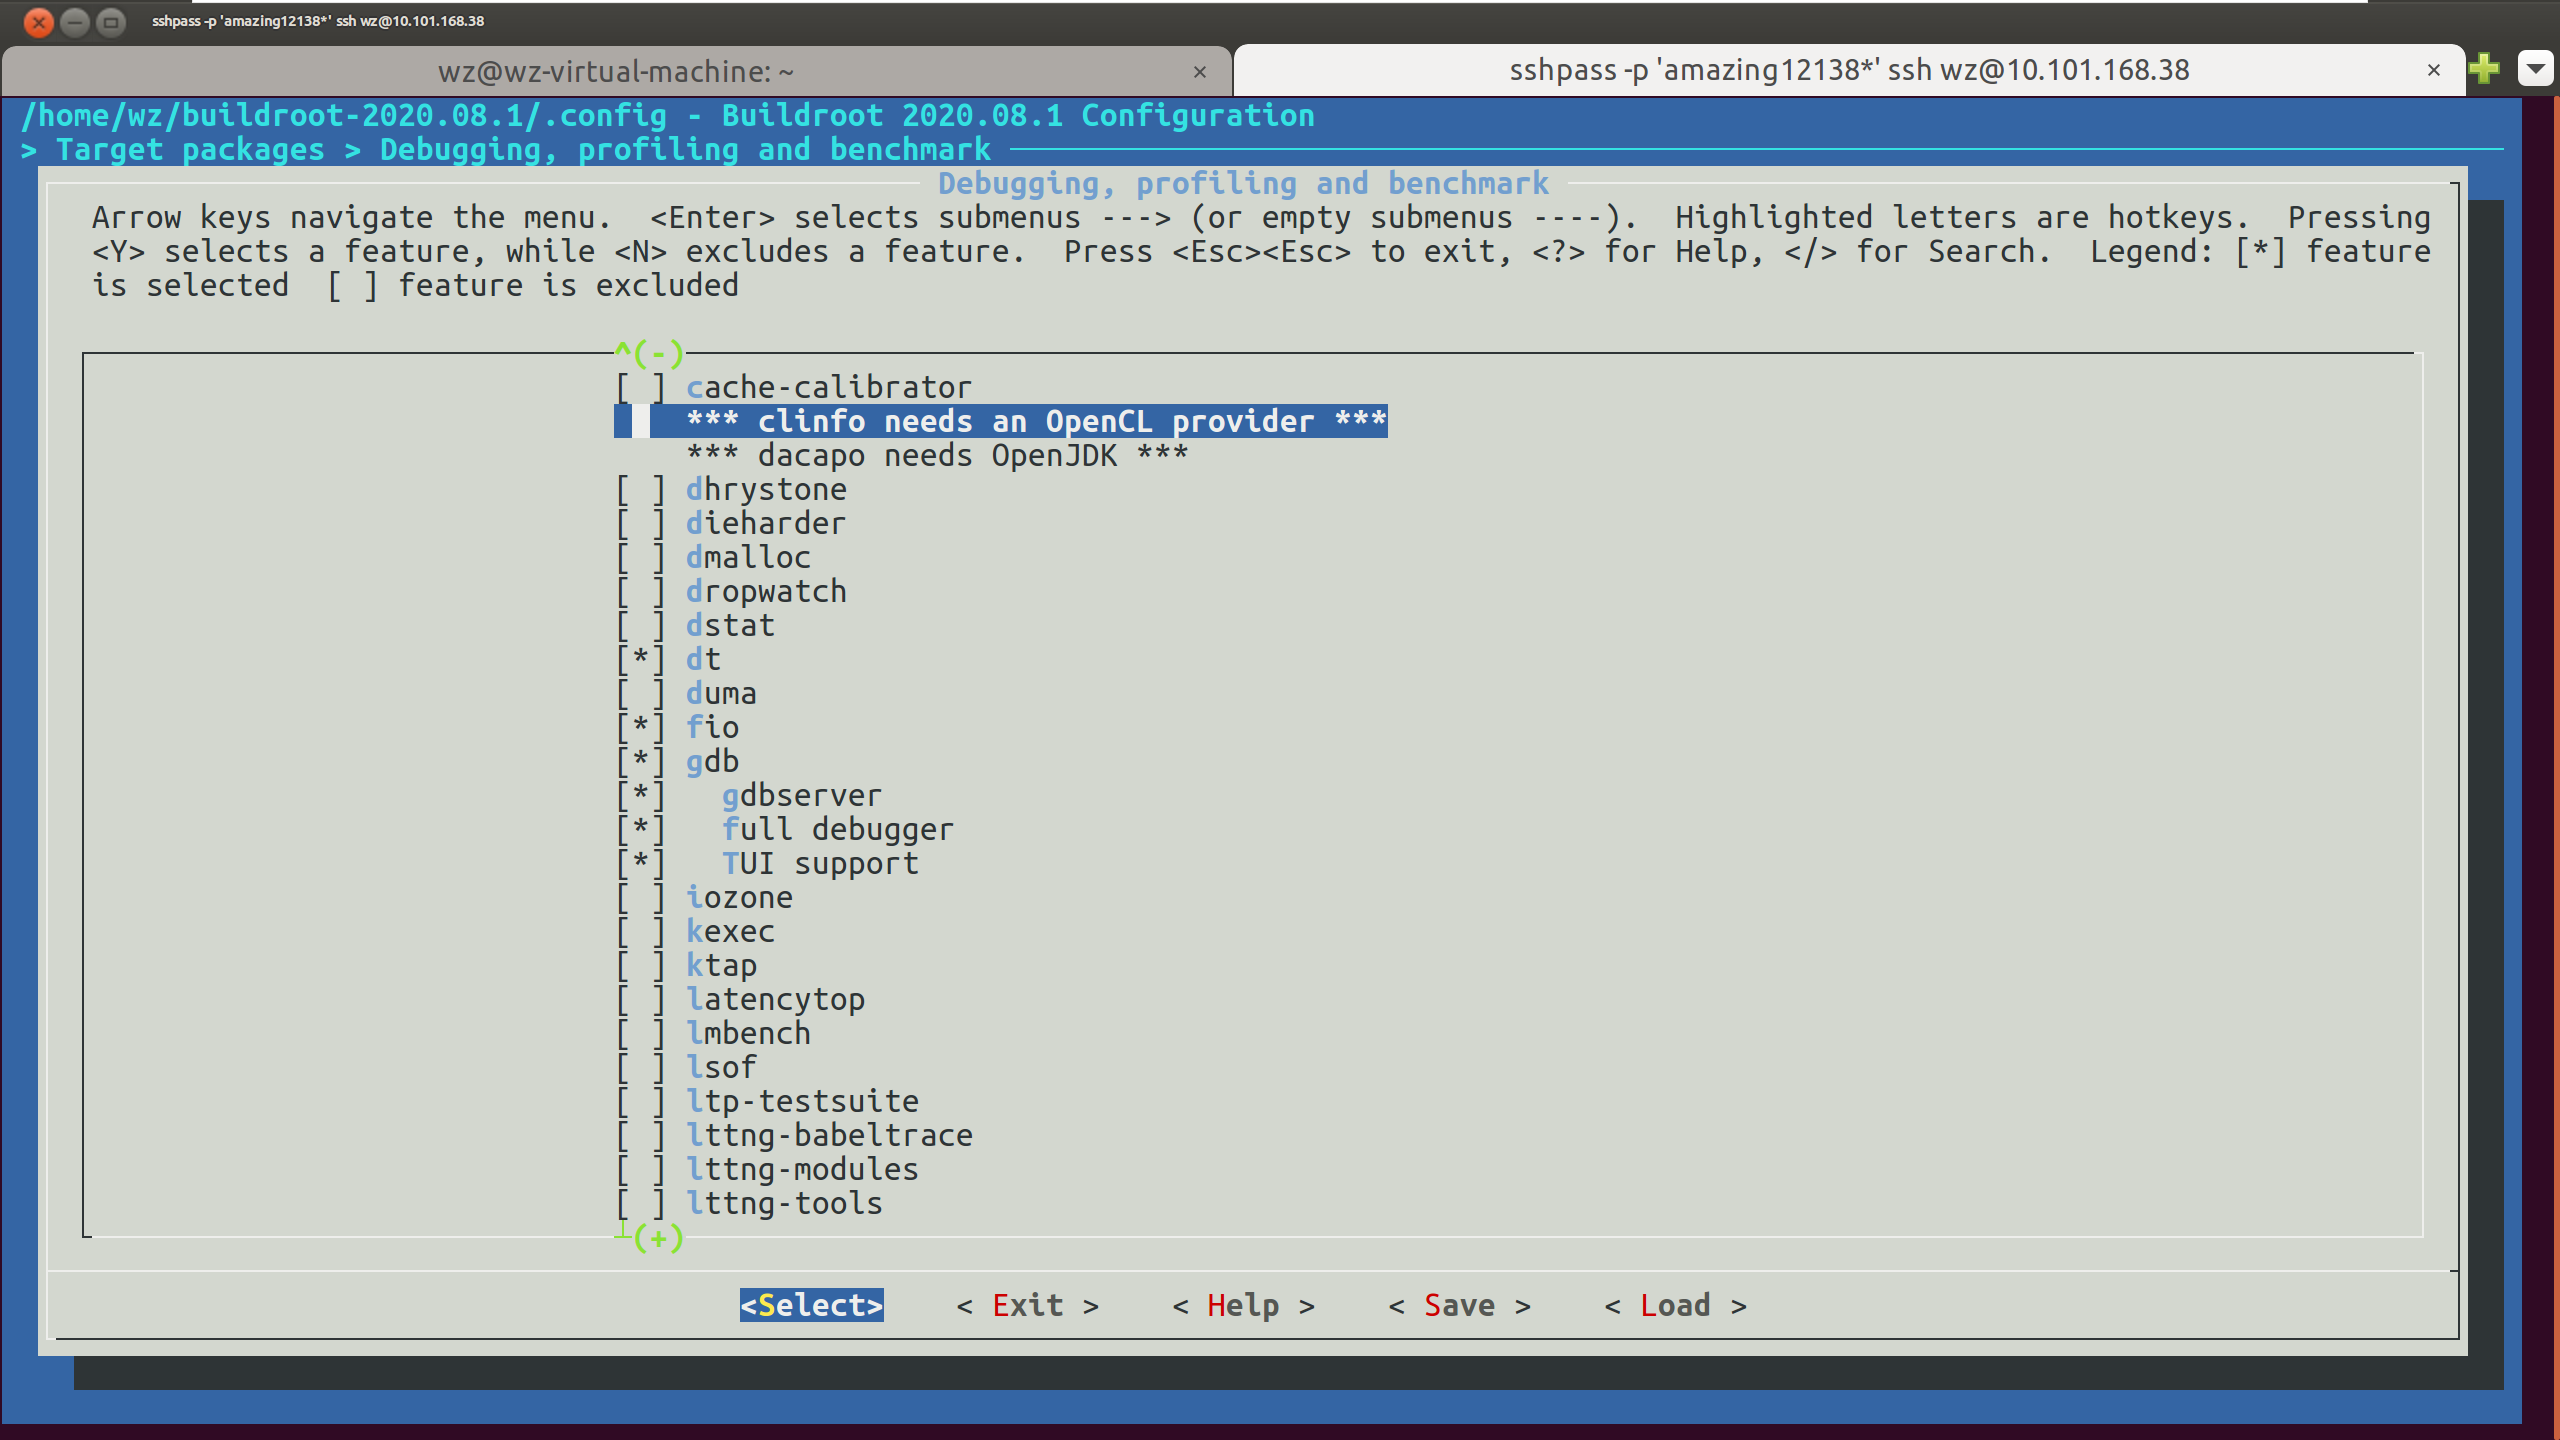 sshpass -p 'amazing12138*' ssh wz@10.101.168.38
wz@wz-virtual-machine: ~ ×
sshpass -p 'amazing12138*' ssh wz@10.101.168.38 ×
/home/wz/buildroot-2020.08.1/.config - Buildroot 2020.08.1 Configuration
> Target packages > Debugging, profiling and benchmark
Debugging, profiling and benchmark
Arrow keys navigate the menu.  <Enter> selects submenus ---> (or empty submenus ----).  Highlighted letters are hotkeys.  Pressing
<Y> selects a feature, while <N> excludes a feature.  Press <Esc><Esc> to exit, <?> for Help, </> for Search.  Legend: [*] feature
is selected  [ ] feature is excluded
^(-)
[ ] cache-calibrator
*** clinfo needs an OpenCL provider ***
*** dacapo needs OpenJDK ***
[ ] dhrystone
[ ] dieharder
[ ] dmalloc
[ ] dropwatch
[ ] dstat
[*] dt
[ ] duma
[*] fio
[*] gdb
[*]   gdbserver
[*]   full debugger
[*]   TUI support
[ ] iozone
[ ] kexec
[ ] ktap
[ ] latencytop
[ ] lmbench
[ ] lsof
[ ] ltp-testsuite
[ ] lttng-babeltrace
[ ] lttng-modules
[ ] lttng-tools
┴(+)
<Select>    < Exit >    < Help >    < Save >    < Load >